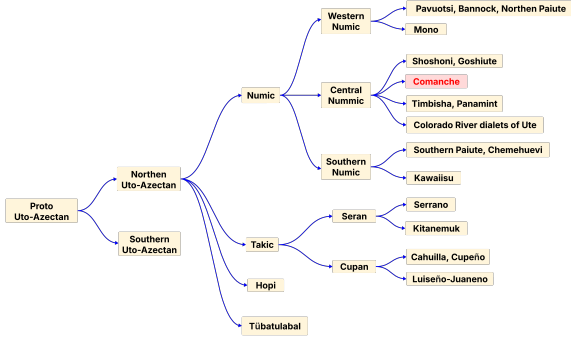 Western
Numic
Pavuotsi, Bannock, Northen Paiute
Mono
Numic
Central
Nummic
Shoshoni, Goshiute
Comanche
Timbisha, Panamint
Colorado River dialets of Ute
Southern
Numic
Southern Paiute, Chemehuevi
Kawaiisu
Proto
Uto-Azectan
Northen
Uto-Azectan
Southern
Uto-Azectan
Takic
Seran
Serrano
Kitanemuk
Cupan
Cahuilla, Cupeño
Luiseño-Juaneno
Hopi
Tübatulabal